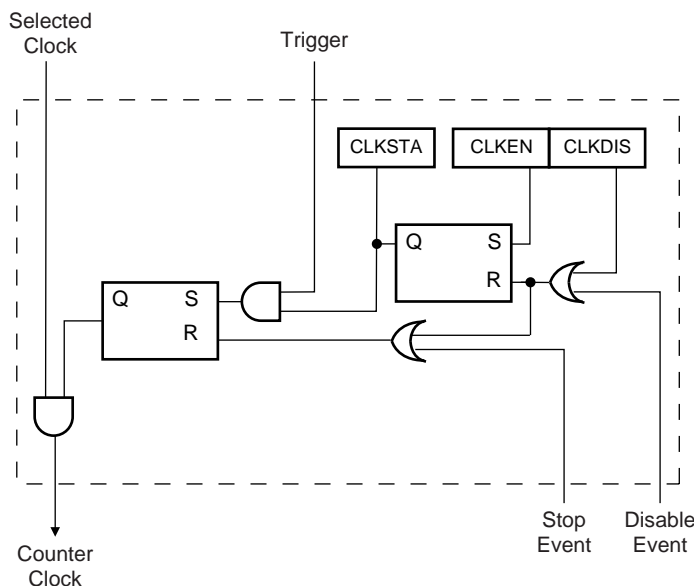 Selected
Clock
Trigger
CLKSTA
CLKEN
CLKDIS
Q
S
R
Q
S
R
Stop
Event
Disable
Event
Counter
Clock